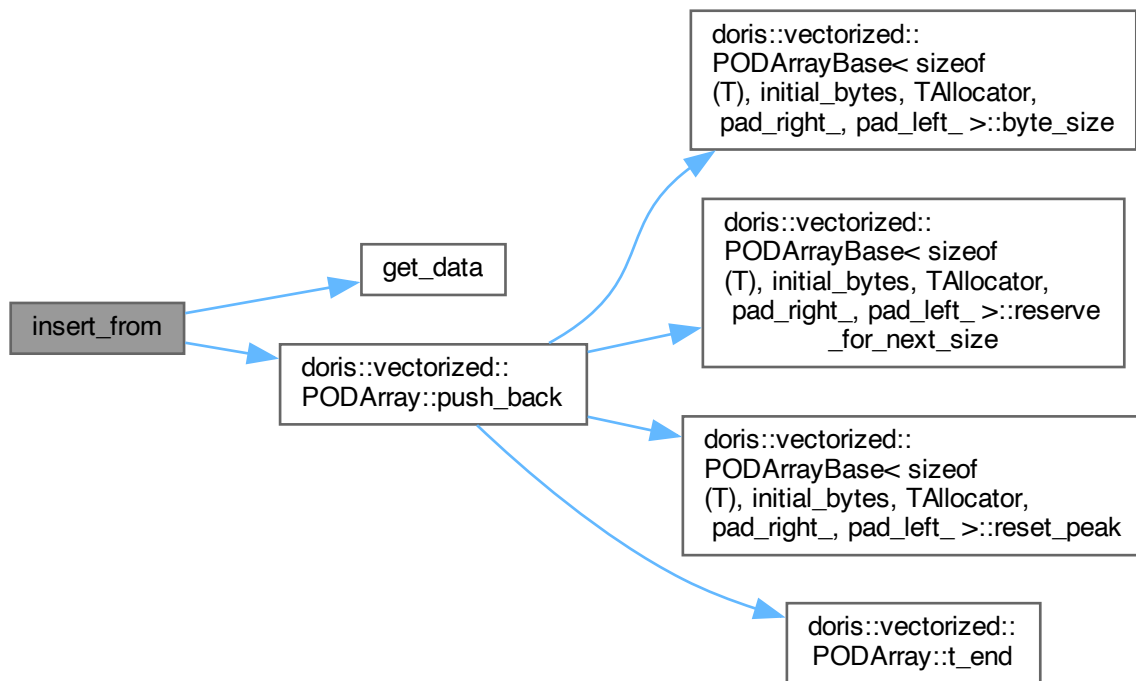 insert_from
get_data
doris::vectorized::
PODArray::push_back
doris::vectorized::
PODArrayBase< sizeof
(T), initial_bytes, TAllocator,
pad_right_, pad_left_ >::byte_size
doris::vectorized::
PODArrayBase< sizeof
(T), initial_bytes, TAllocator,
pad_right_, pad_left_ >::reserve
_for_next_size
doris::vectorized::
PODArrayBase< sizeof
(T), initial_bytes, TAllocator,
pad_right_, pad_left_ >::reset_peak
doris::vectorized::
PODArray::t_end